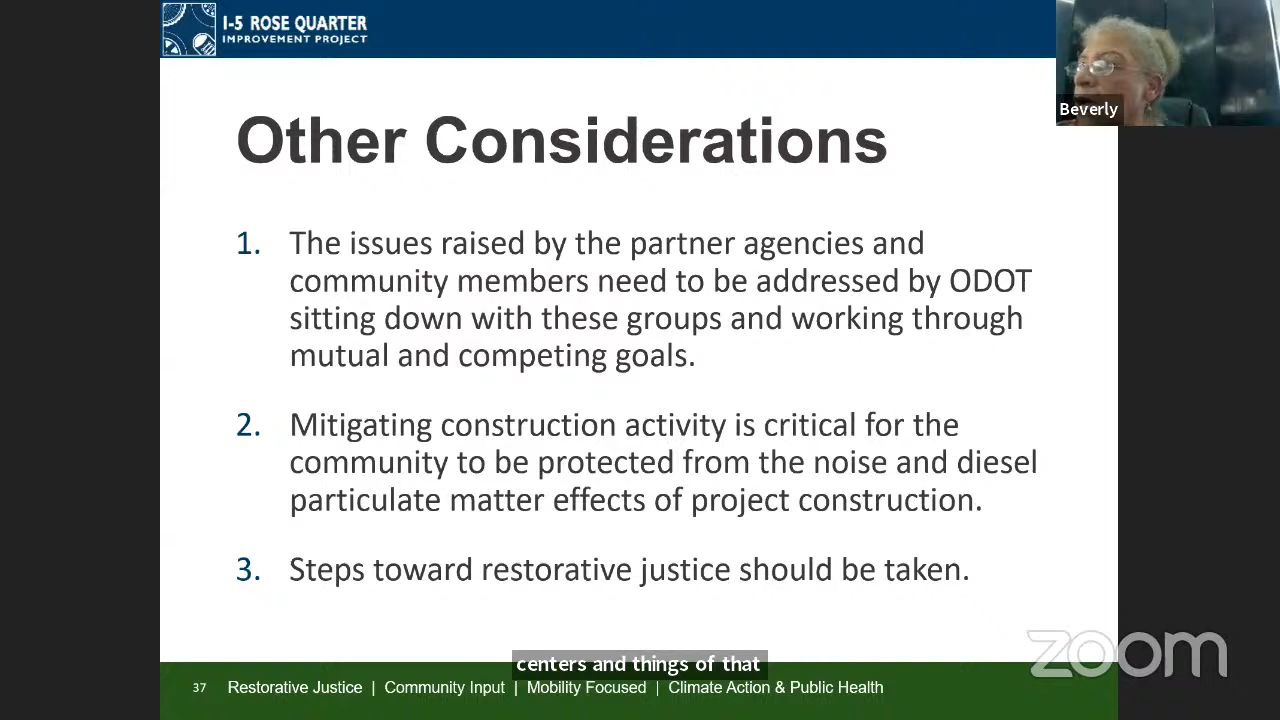 I-5 ROSE QUARTER
IMPROVEMENT PROJECT
Beverly
Other Considerations
1. The issues raised by the partner agencies and
community members need to be addressed by ODOT
sitting down with these groups and working through
mutual and competing goals.
2. Mitigating construction activity is critical for the
community to be protected from the noise and diesel
particulate matter effects of project construction.
3. Steps toward restorative justice should be taken.
zoom
centers and things of that
37 Restorative Justice | Community Input | Mobility Focused | Climate Action & Public Health